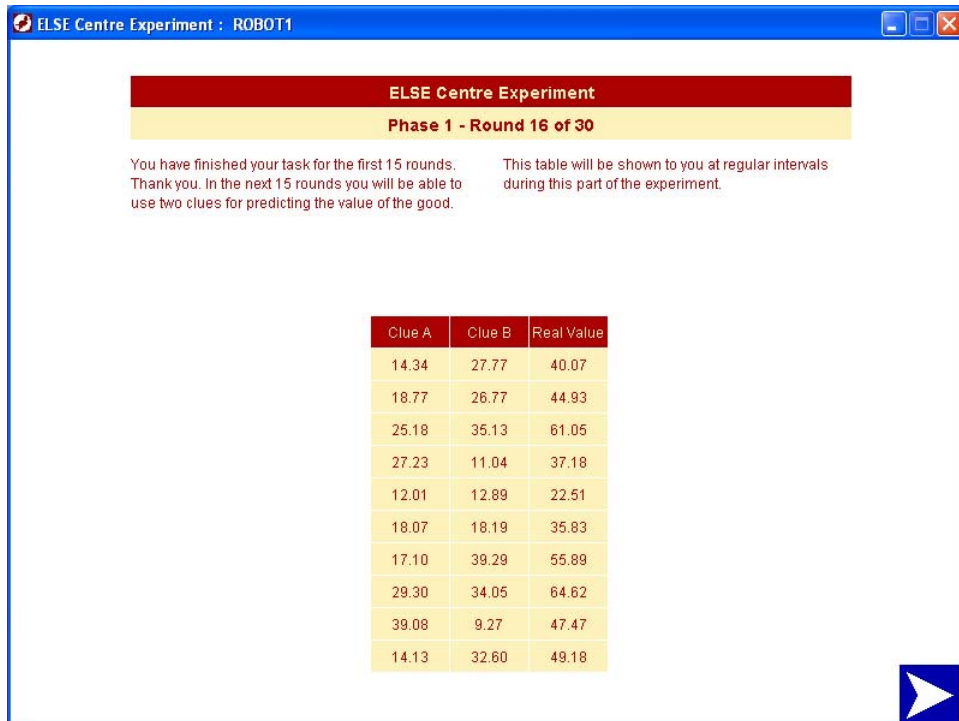 ELSE Centre Experiment : ROBOT1
ELSE Centre Experiment
Phase 1 - Round 16 of 30
You have finished your task for the first 15 rounds.
Thank you. In the next 15 rounds you will be able to
use two clues for predicting the value of the good.
This table will be shown to you at regular intervals
during this part of the experiment.
Clue A Clue B Real Value
14.34 27.77 40.07
18.77 26.77 44.93
25.18 35.13 61.05
27.23 11.04 37.18
12.01 12.89 22.51
18.07 18.19 35.83
17.10 39.29 55.89
29.30 34.05 64.62
39.08 9.27 47.47
14.13 32.60 49.18